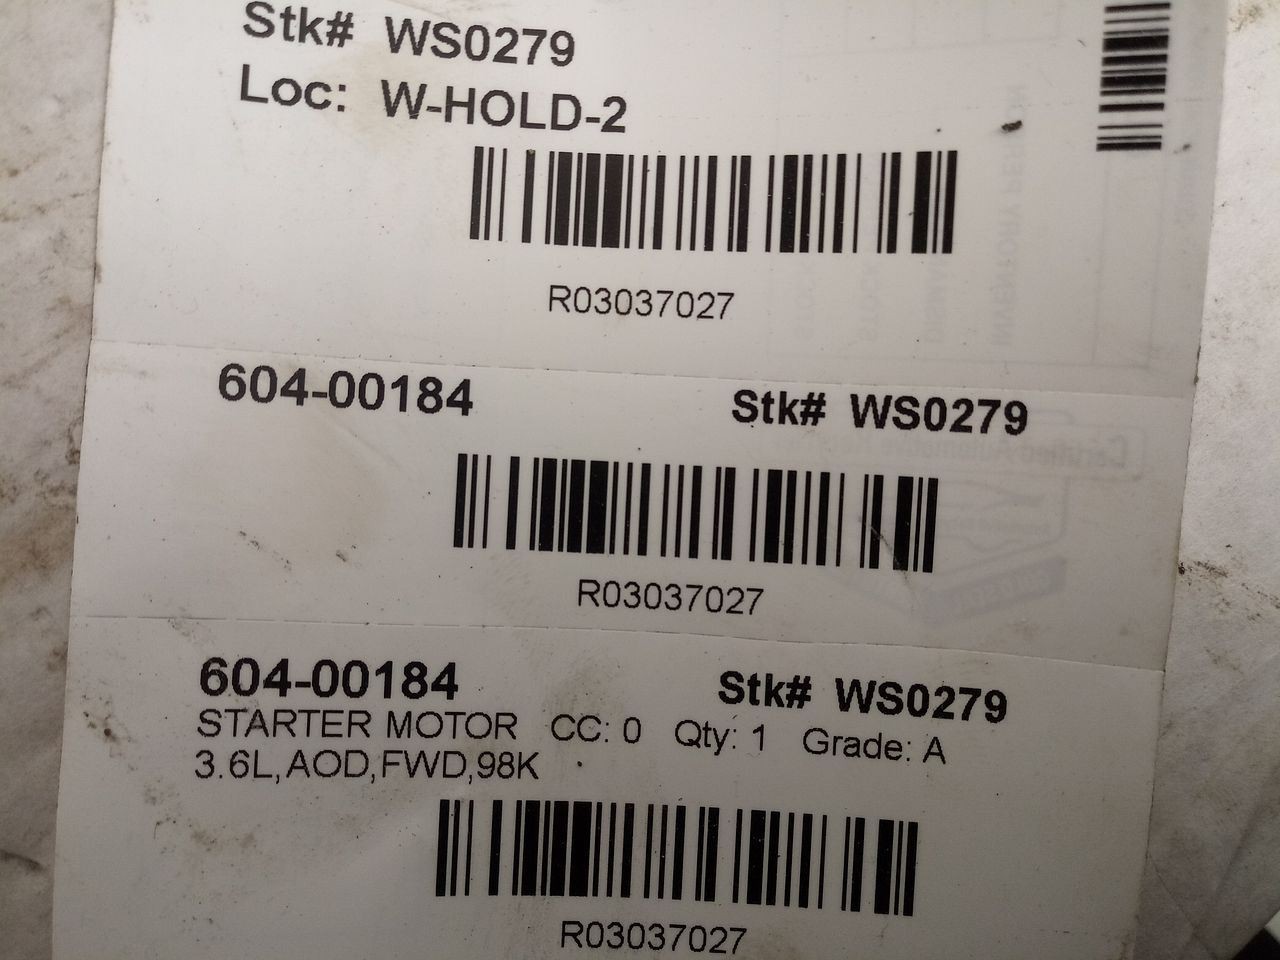 Stk# WS0279
Loc: W-HOLD-2
R03037027
604-00184 Stk# WS0279
R03037027
604-00184 Stk# WS0279
STARTER MOTOR CC: 0 Qty: 1 Grade: A
3.6L,AOD,FWD,98K
R03037027